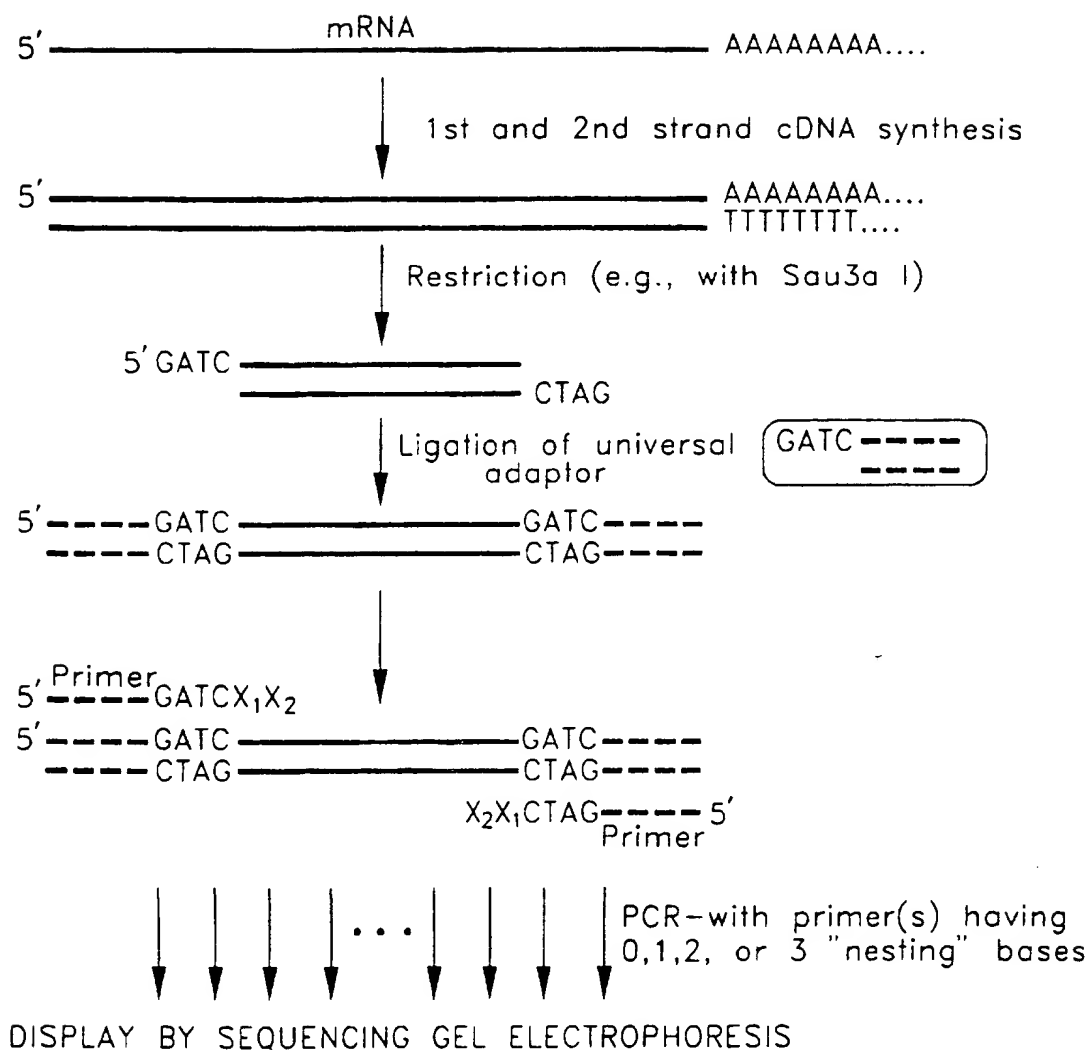 mRNA
5' AAAAAAAA....
1st and 2nd strand cDNA synthesis
5' AAAAAAAA....
TTTTTTTT....
Restriction (e.g., with Sau3a I)
5' GATC
CTAG
Ligation of universal
adaptor
GATC
5' GATC GATC
CTAG CTAG
Primer
5' GATCX₁X₂
5' GATC GATC
CTAG CTAG
X₂X₁CTAG 5'
Primer
PCR-with primer(s) having
0,1,2, or 3 "nesting" bases
...
DISPLAY BY SEQUENCING GEL ELECTROPHORESIS